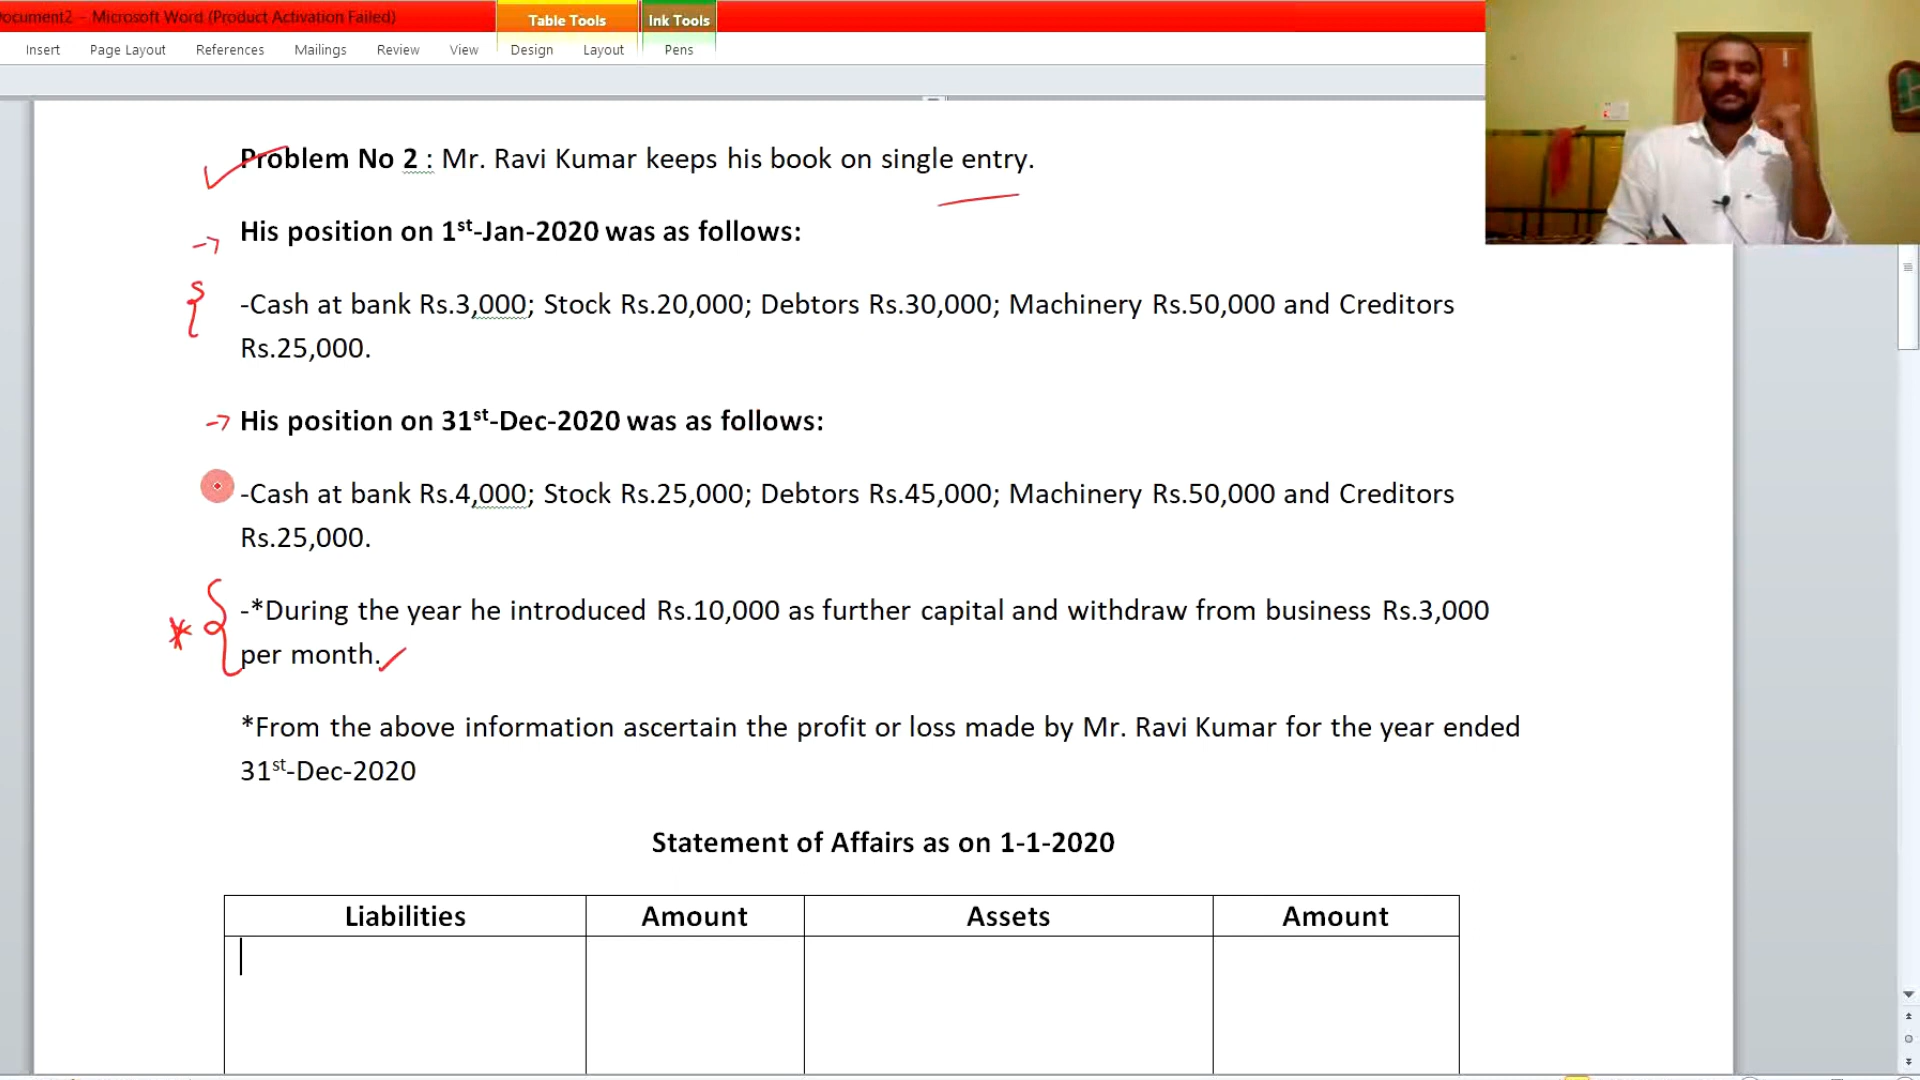 ocument2 - Microsoft Word (Product Activation Failed)
Table Tools
Ink Tools
Insert Page Layout References Mailings Review View Design Layout Pens
Problem No 2 : Mr. Ravi Kumar keeps his book on single entry.
His position on 1st-Jan-2020 was as follows:
-Cash at bank Rs.3,000; Stock Rs.20,000; Debtors Rs.30,000; Machinery Rs.50,000 and Creditors
Rs.25,000.
His position on 31st-Dec-2020 was as follows:
-Cash at bank Rs.4,000; Stock Rs.25,000; Debtors Rs.45,000; Machinery Rs.50,000 and Creditors
Rs.25,000.
-*During the year he introduced Rs.10,000 as further capital and withdraw from business Rs.3,000
per month.
*From the above information ascertain the profit or loss made by Mr. Ravi Kumar for the year ended
31st-Dec-2020
Statement of Affairs as on 1-1-2020
Liabilities Amount Assets Amount